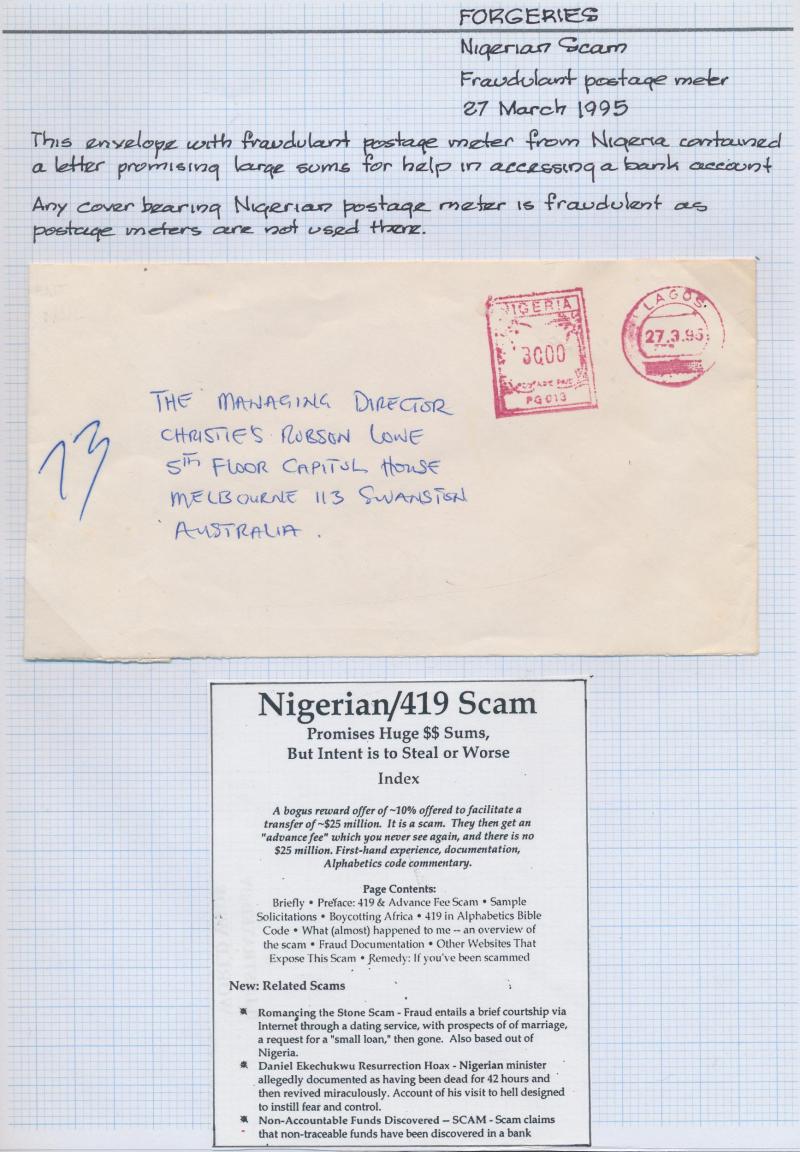 FORGERIES
Nigerian Scam
Fraudulant postage meter
27 March 1995
This envelope with fraudulant postage meter from Nigeria contained
a letter promising large sums for help in accessing a bank account
Any cover bearing Nigerian postage meter is fraudulent as
postage meters are not used there.
NIGERIA
3000
POSTAGE PAID
PG 013
LAGOS
27.3.95
THE MANAGING DIRECTOR
CHRISTIE'S ROBSON LOWE
5TH FLOOR CAPITOL HOUSE
MELBOURNE 113 SWANSTON
AUSTRALIA.
73
Nigerian/419 Scam
Promises Huge $$ Sums,
But Intent is to Steal or Worse
Index
A bogus reward offer of ~10% offered to facilitate a
transfer of ~$25 million. It is a scam. They then get an
"advance fee" which you never see again, and there is no
$25 million. First-hand experience, documentation,
Alphabetics code commentary.
Page Contents:
Briefly • Preface: 419 & Advance Fee Scam • Sample
Solicitations • Boycotting Africa • 419 in Alphabetics Bible
Code • What (almost) happened to me -- an overview of
the scam • Fraud Documentation • Other Websites That
Expose This Scam • Remedy: If you've been scammed
New: Related Scams
Romancing the Stone Scam - Fraud entails a brief courtship via
Internet through a dating service, with prospects of of marriage,
a request for a "small loan," then gone. Also based out of
Nigeria.
Daniel Ekechukwu Resurrection Hoax - Nigerian minister
allegedly documented as having been dead for 42 hours and
then revived miraculously. Account of his visit to hell designed
to instill fear and control.
Non-Accountable Funds Discovered -- SCAM - Scam claims
that non-traceable funds have been discovered in a bank